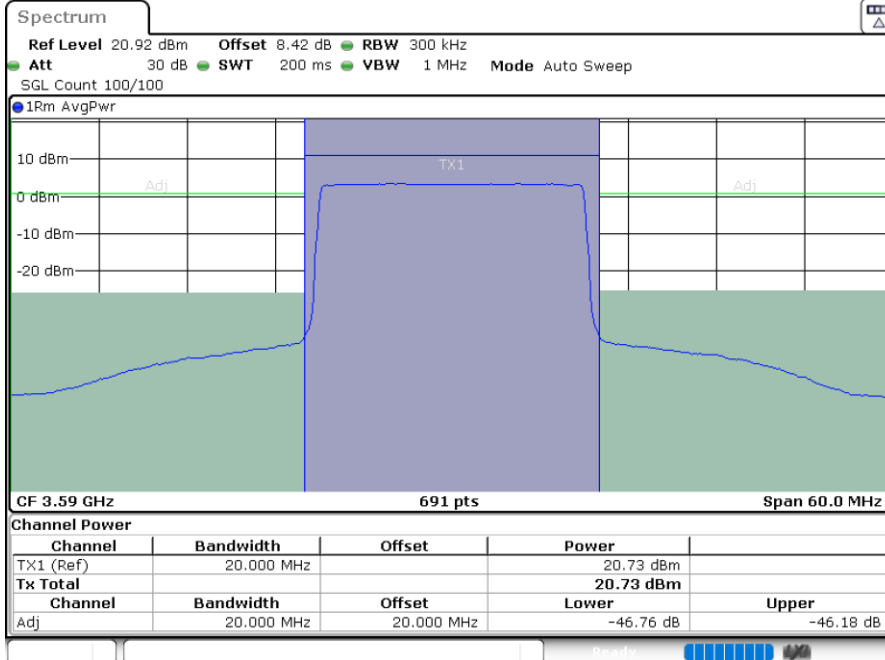 Spectrum
Ref Level 20.92 dBm Offset 8.42 dB RBW 300 kHz
Att 30 dB SWT 200 ms VBW 1 MHz Mode Auto Sweep
SGL Count 100/100
1Rm AvgPwr
10 dBm
TX1
Adj Adj
0 dBm
-10 dBm
-20 dBm
CF 3.59 GHz 691 pts Span 60.0 MHz
Channel Power
Channel Bandwidth Offset Power
TX1 (Ref) 20.000 MHz 20.73 dBm
Tx Total 20.73 dBm
Channel Bandwidth Offset Lower Upper
Adj 20.000 MHz 20.000 MHz -46.76 dB -46.18 dB
Ready